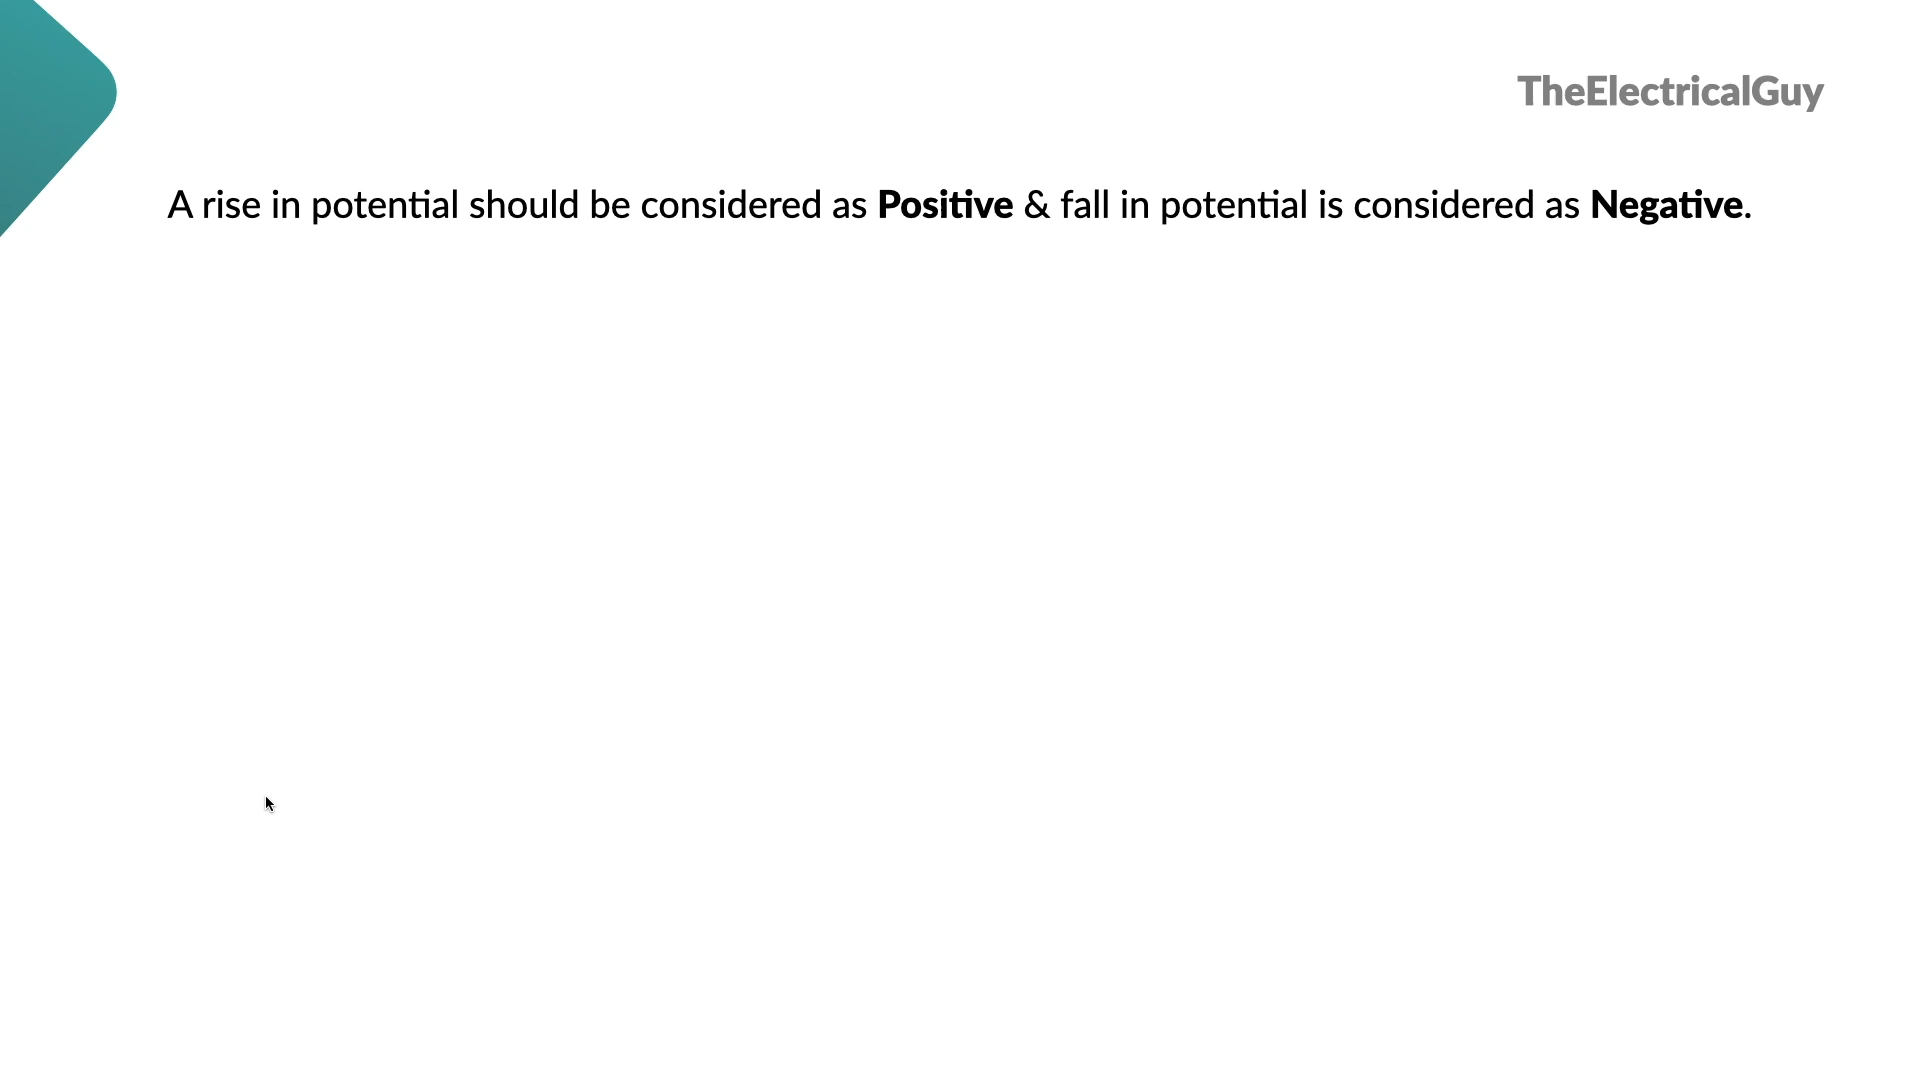 TheElectricalGuy
A rise in potential should be considered as Positive & fall in potential is considered as Negative.